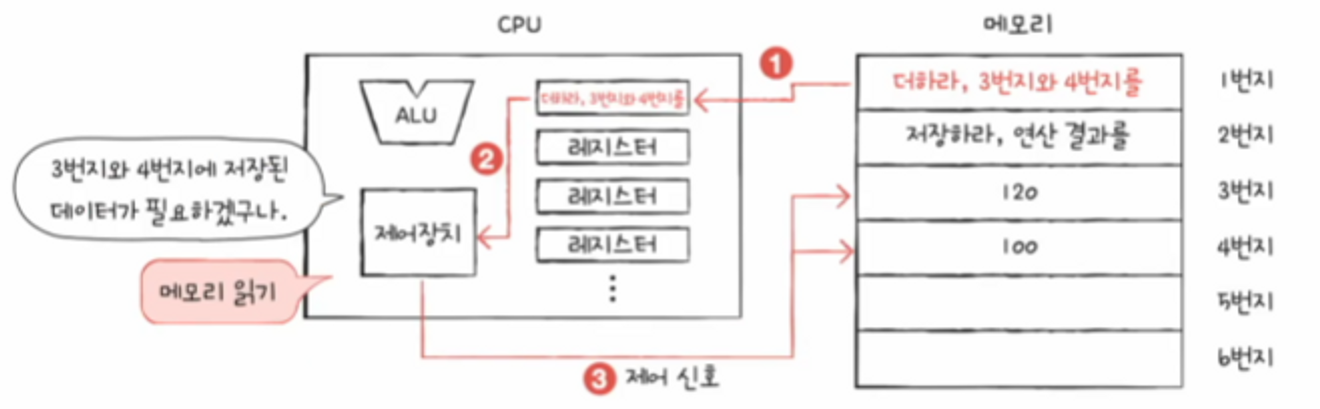 CPU
메모리
ALU
더하라, 3번지와 4번지를
레지스터
레지스터
레지스터
제어장치
3번지와 4번지에 저장된
데이터가 필요하겠구나.
메모리 읽기
1
2
3 제어 신호
더하라, 3번지와 4번지를
1번지
저장하라, 연산 결과를
2번지
120
3번지
100
4번지
5번지
6번지